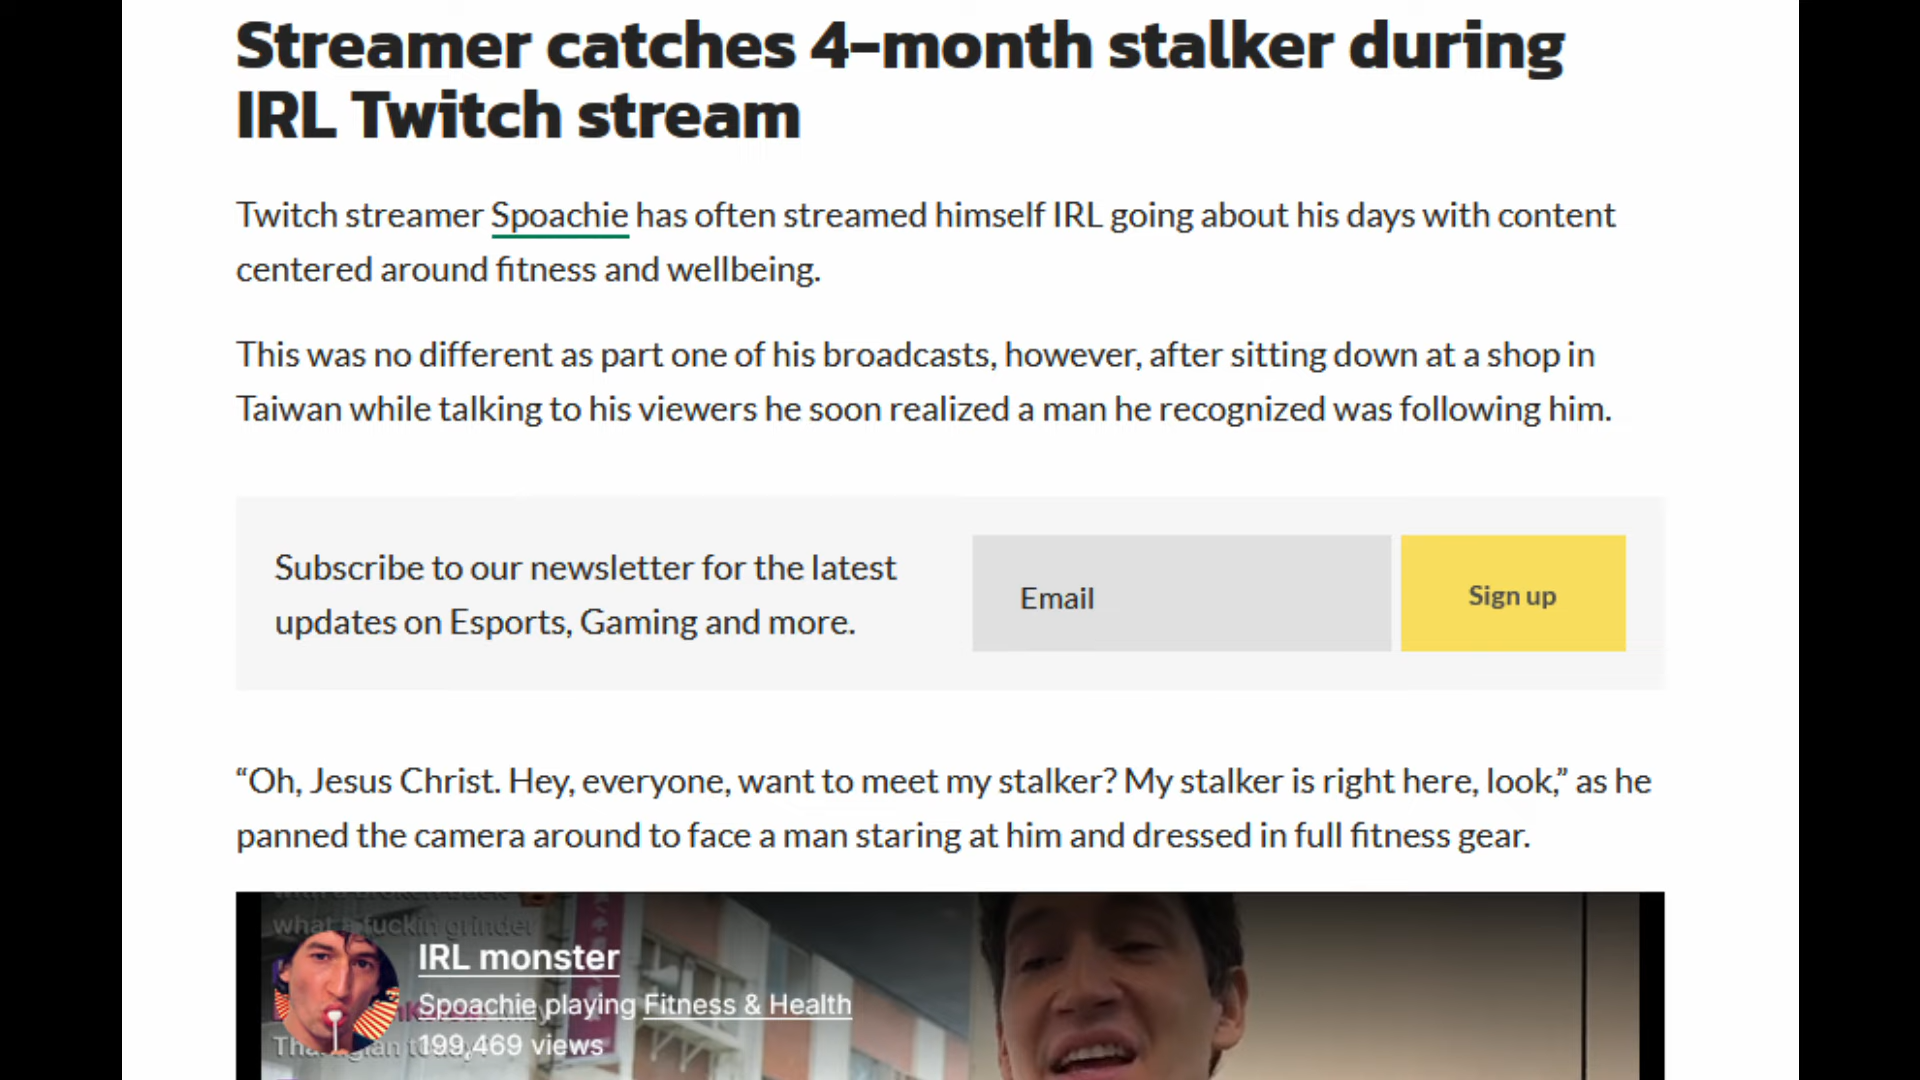 Streamer catches 4-month stalker during
IRL Twitch stream
Twitch streamer Spoachie has often streamed himself IRL going about his days with content
centered around fitness and wellbeing.
This was no different as part one of his broadcasts, however, after sitting down at a shop in
Taiwan while talking to his viewers he soon realized a man he recognized was following him.
Subscribe to our newsletter for the latest
updates on Esports, Gaming and more.
Email
Sign up
“Oh, Jesus Christ. Hey, everyone, want to meet my stalker? My stalker is right here, look,” as he
panned the camera around to face a man staring at him and dressed in full fitness gear.
what a fuckin grinder
IRL monster
Spoachie playing Fitness & Health
199,469 views